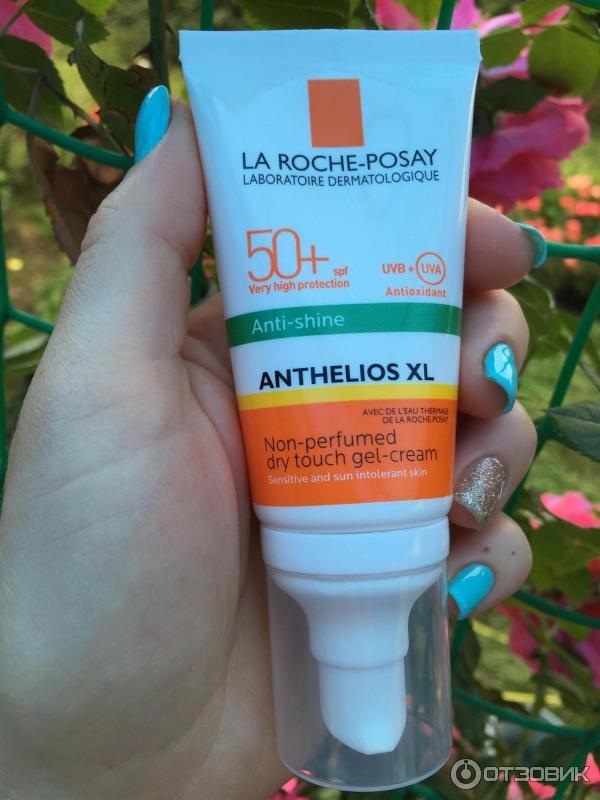 LA ROCHE-POSAY
LABORATOIRE DERMATOLOGIQUE
50+ spf
Very high protection
UVB + UVA
Antioxidant
Anti-shine
ANTHELIOS XL
AVEC DE L'EAU THERMALE
DE LA ROCHE-POSAY
Non-perfumed
dry touch gel-cream
Sensitive and sun intolerant skin
ОТЗОВИК